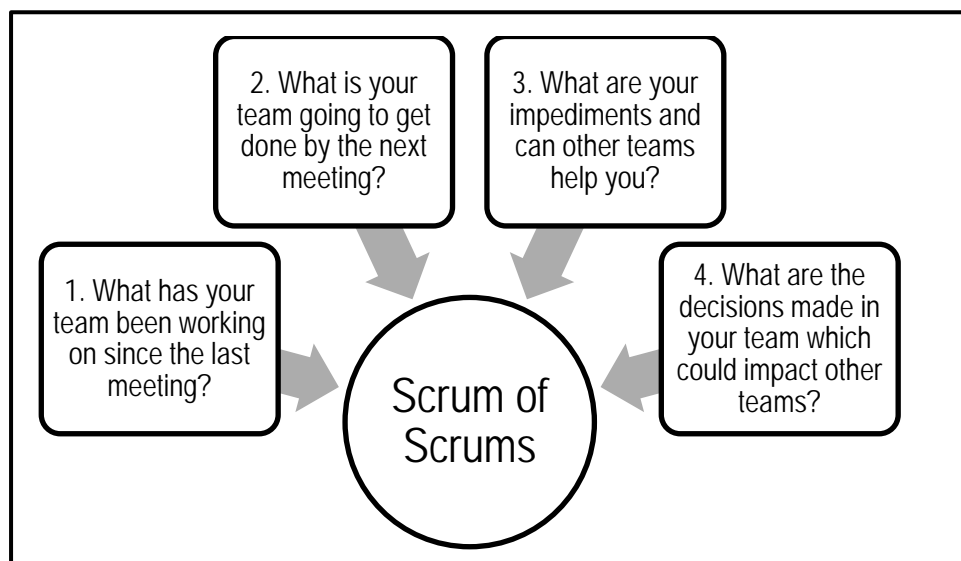 1. What has your
team been working
on since the last
meeting?
2. What is your
team going to get
done by the next
meeting?
3. What are your
impediments and
can other teams
help you?
4. What are the
decisions made in
your team which
could impact other
teams?
Scrum of
Scrums